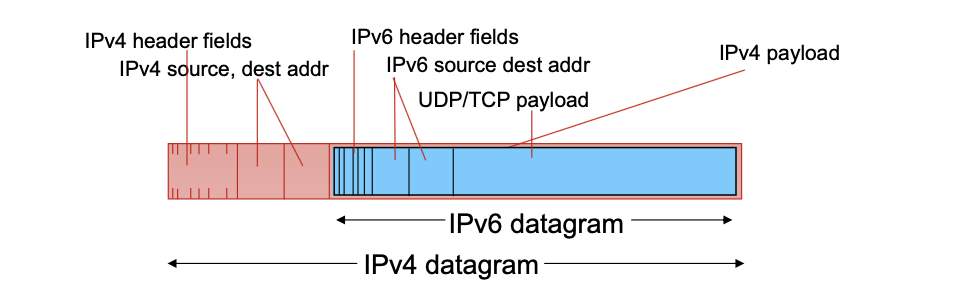 IPv4 header fields
IPv4 source, dest addr
IPv6 header fields
IPv6 source dest addr
UDP/TCP payload
IPv4 payload
IPv6 datagram
IPv4 datagram